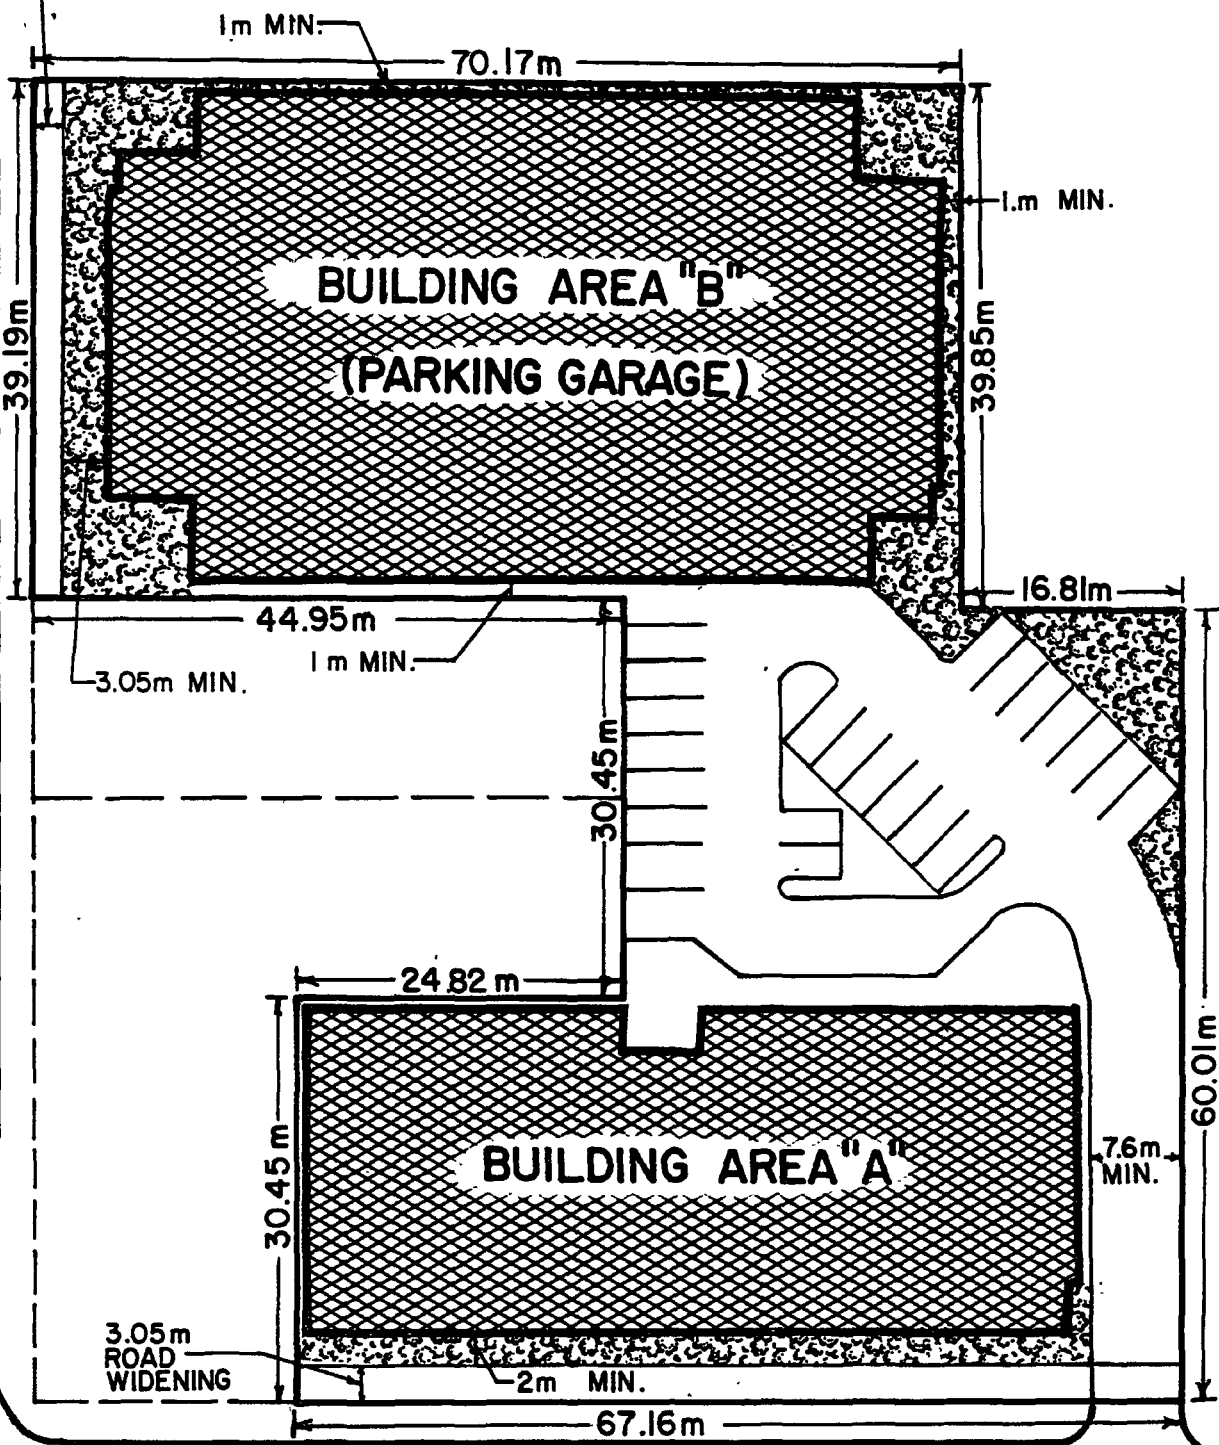 1m MIN.
70.17m
1.m MIN.
BUILDING AREA "B"
(PARKING GARAGE)
39.19m
39.85m
16.81m
44.95m
1m MIN.
3.05m MIN.
30.45m
24.82m
60.01m
BUILDING AREA "A"
7.6m
MIN.
30.45m
3.05m
ROAD
WIDENING
2m MIN.
67.16m